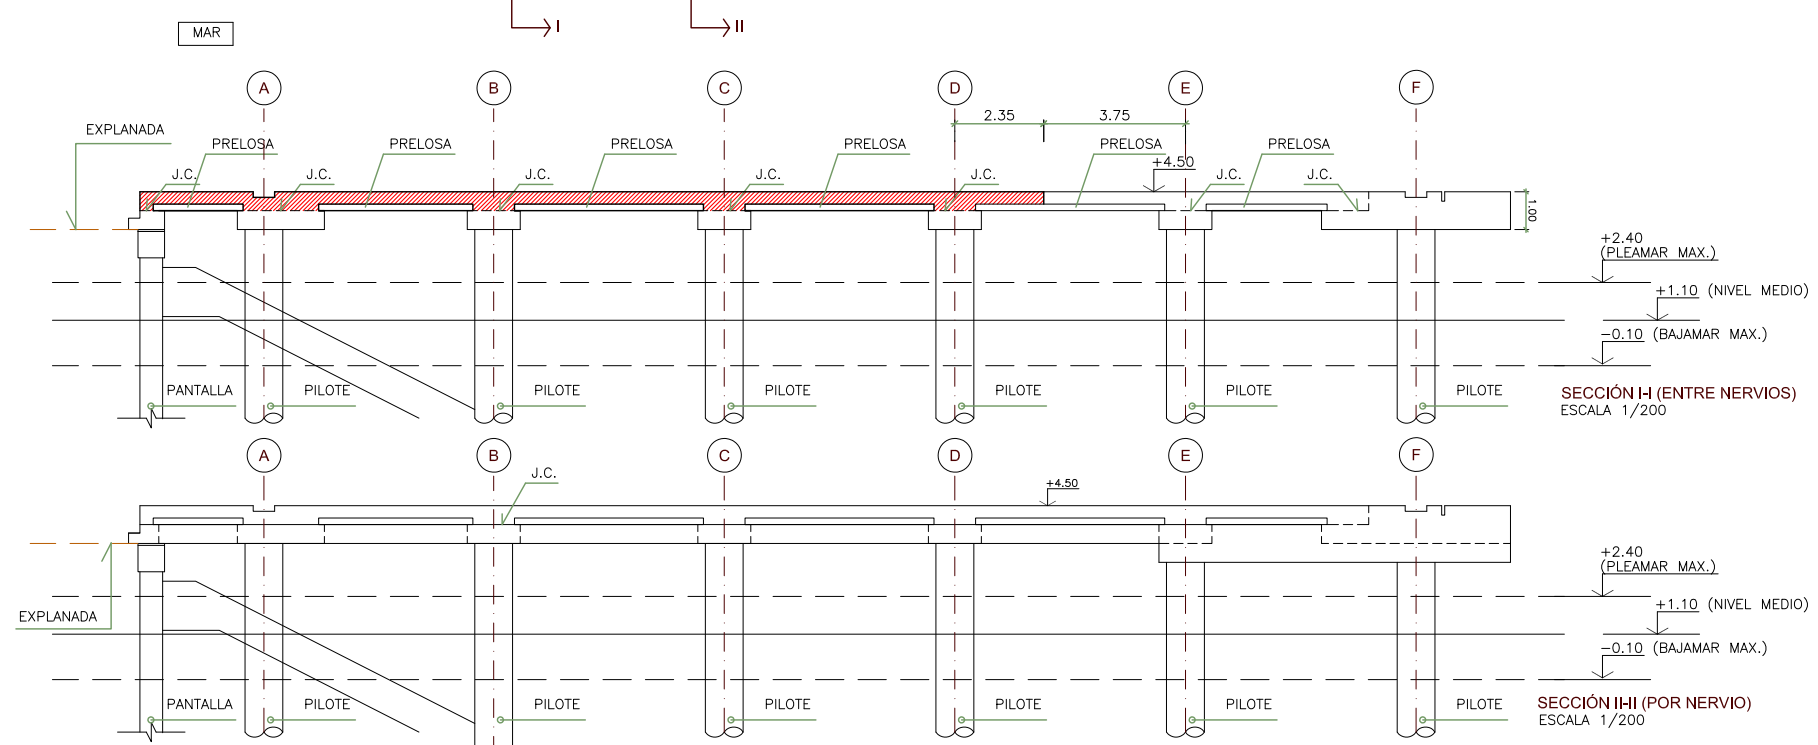 I
II
MAR
A
B
C
D
E
F
2.35
3.75
EXPLANADA
PRELOSA
PRELOSA
PRELOSA
PRELOSA
PRELOSA
PRELOSA
+4.50
J.C.
J.C.
J.C.
J.C.
J.C.
J.C.
J.C.
1.00
+2.40
(PLEAMAR MAX.)
+1.10 (NIVEL MEDIO)
-0.10 (BAJAMAR MAX.)
PANTALLA
PILOTE
PILOTE
PILOTE
PILOTE
PILOTE
PILOTE
SECCIÓN I-I (ENTRE NERVIOS)
ESCALA 1/200
A
B
C
D
E
F
J.C.
+4.50
+2.40
(PLEAMAR MAX.)
+1.10 (NIVEL MEDIO)
EXPLANADA
-0.10 (BAJAMAR MAX.)
PANTALLA
PILOTE
PILOTE
PILOTE
PILOTE
PILOTE
PILOTE
SECCIÓN II-II (POR NERVIO)
ESCALA 1/200